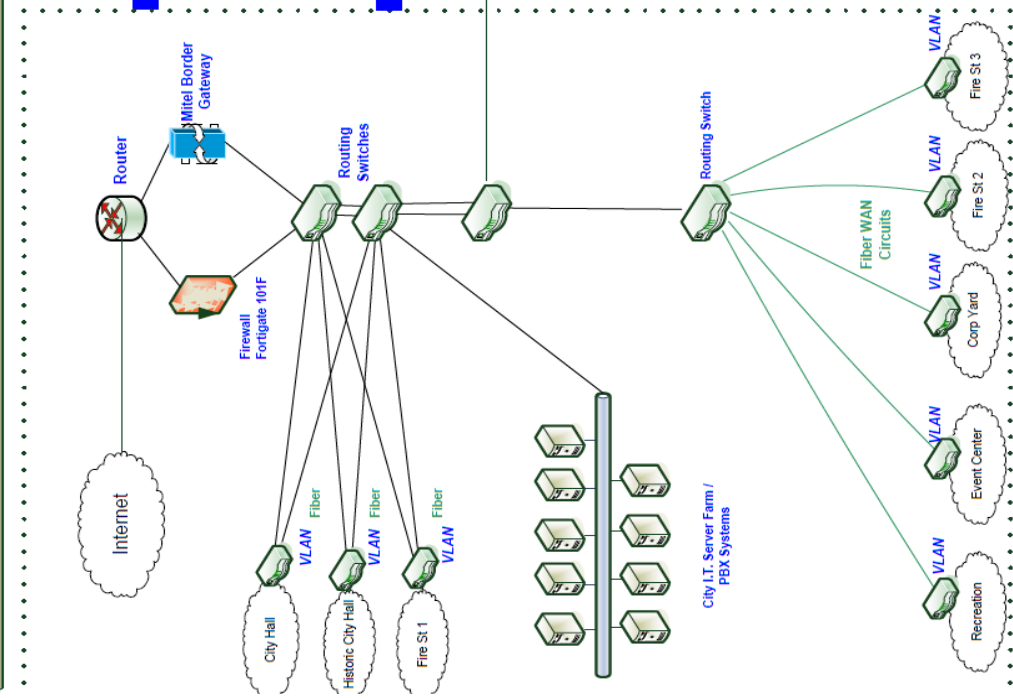 Router
Mitel Border
Gateway
Internet
Firewall
Fortigate 101F
Routing
Switches
Routing Switch
City Hall
VLAN
Fiber
Historic City Hall
VLAN
Fiber
Fire St 1
VLAN
Fiber
City I.T. Server Farm /
PBX Systems
Fiber WAN
Circuits
VLAN
Fire St 3
VLAN
Fire St 2
VLAN
Corp Yard
VLAN
Event Center
VLAN
Recreation